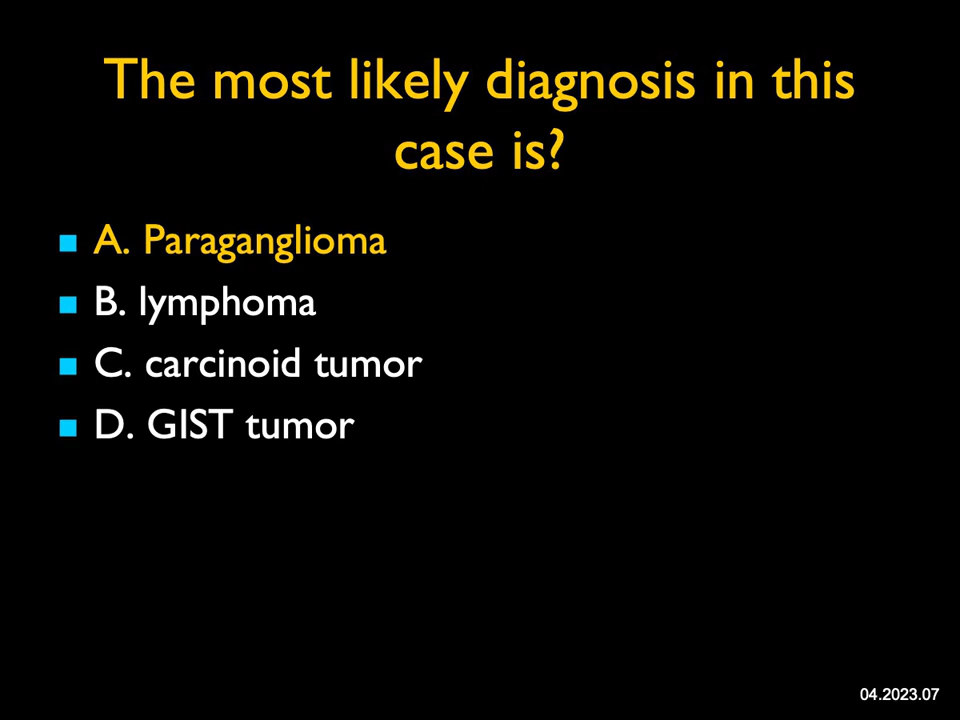 The most likely diagnosis in this
case is?
A. Paraganglioma
B. lymphoma
C. carcinoid tumor
D. GIST tumor
04.2023.07